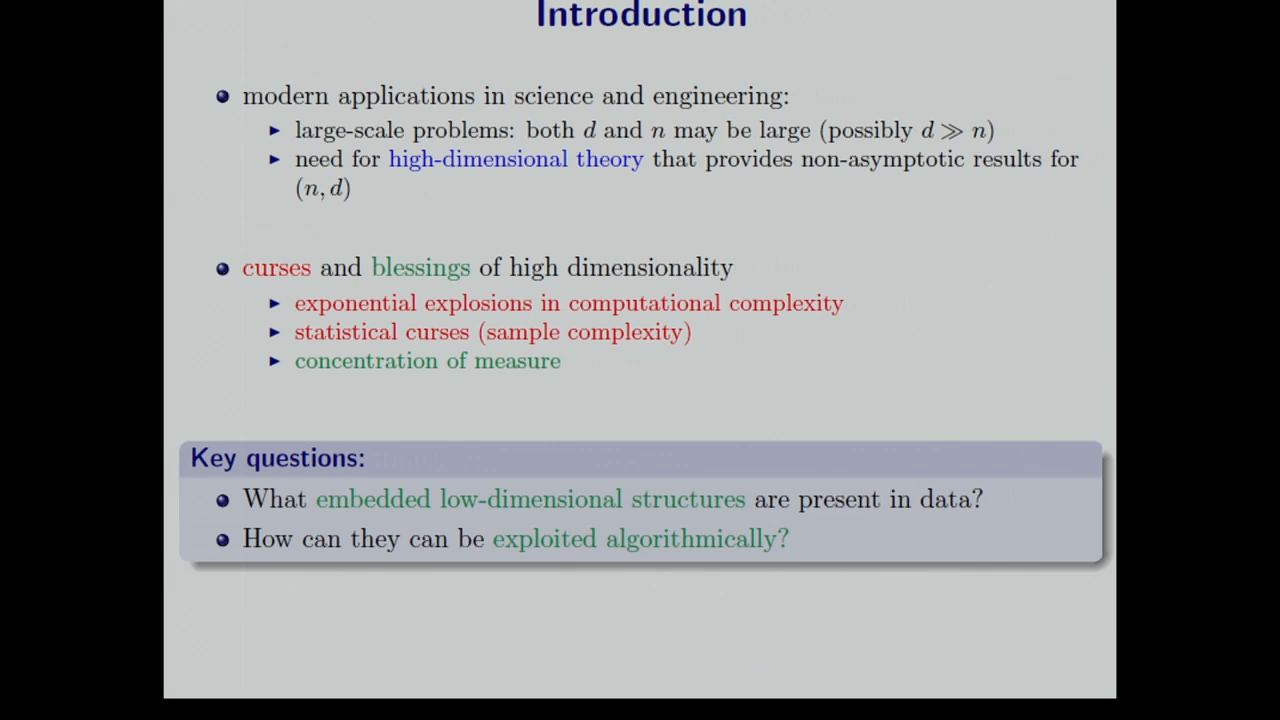 Introduction
modern applications in science and engineering:
large-scale problems: both d and n may be large (possibly d ≫ n)
need for high-dimensional theory that provides non-asymptotic results for
(n, d)
curses and blessings of high dimensionality
exponential explosions in computational complexity
statistical curses (sample complexity)
concentration of measure
Key questions:
What embedded low-dimensional structures are present in data?
How can they can be exploited algorithmically?